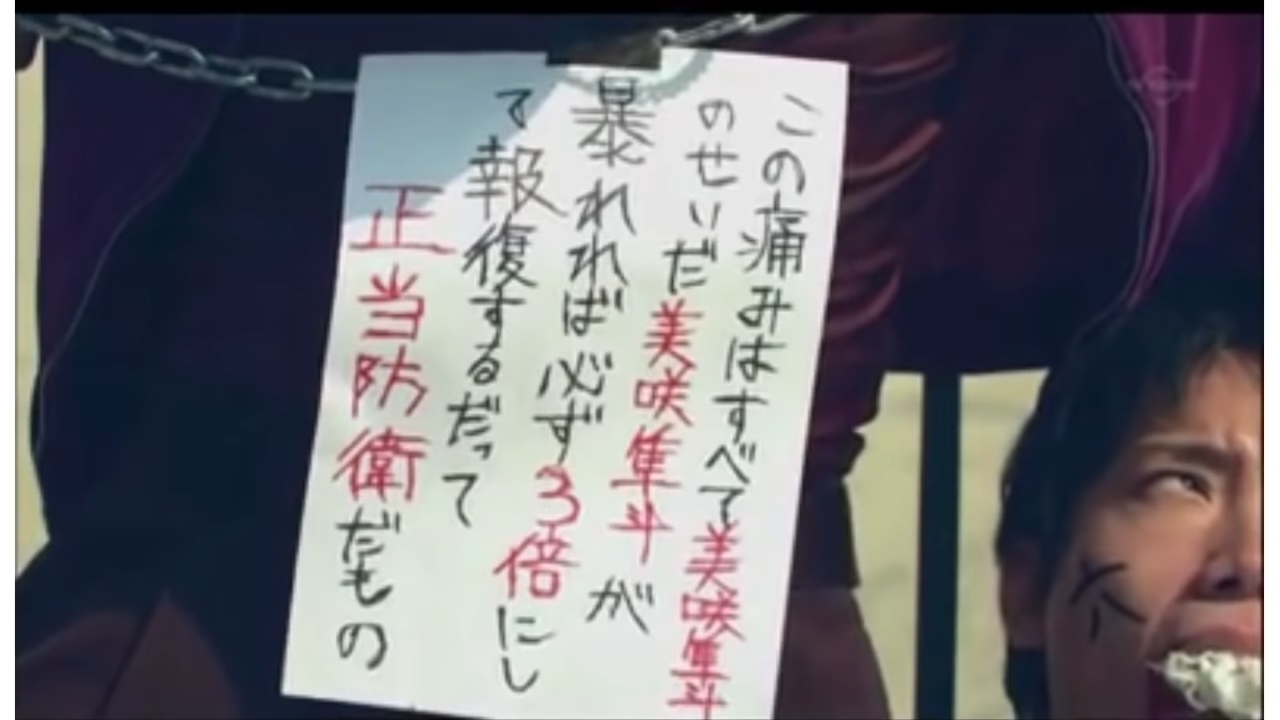 この痛みはすべて美咲隼斗
のせいだ美咲隼斗が
暴れれば必ず3倍にし
て報復するだって
正当防衛だもの